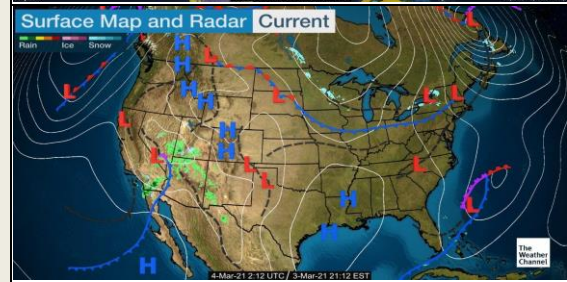 Surface Map and Radar Current
Rain Ice Snow
H
L
L
H
L
H
H
L
L
L
L
H
H
L
L
L
L
H
L
H
H
The
Weather
Channel
4-Mar-21 2:12 UTC / 3-Mar-21 21:12 EST